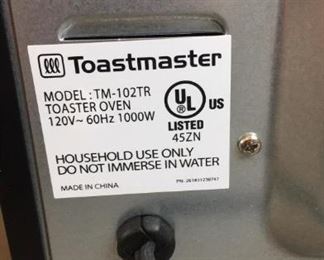 Toastmaster
MODEL : TM-102TR
TOASTER OVEN
120V~ 60Hz 1000W
UL US
LISTED
45ZN
HOUSEHOLD USE ONLY
DO NOT IMMERSE IN WATER
MADE IN CHINA